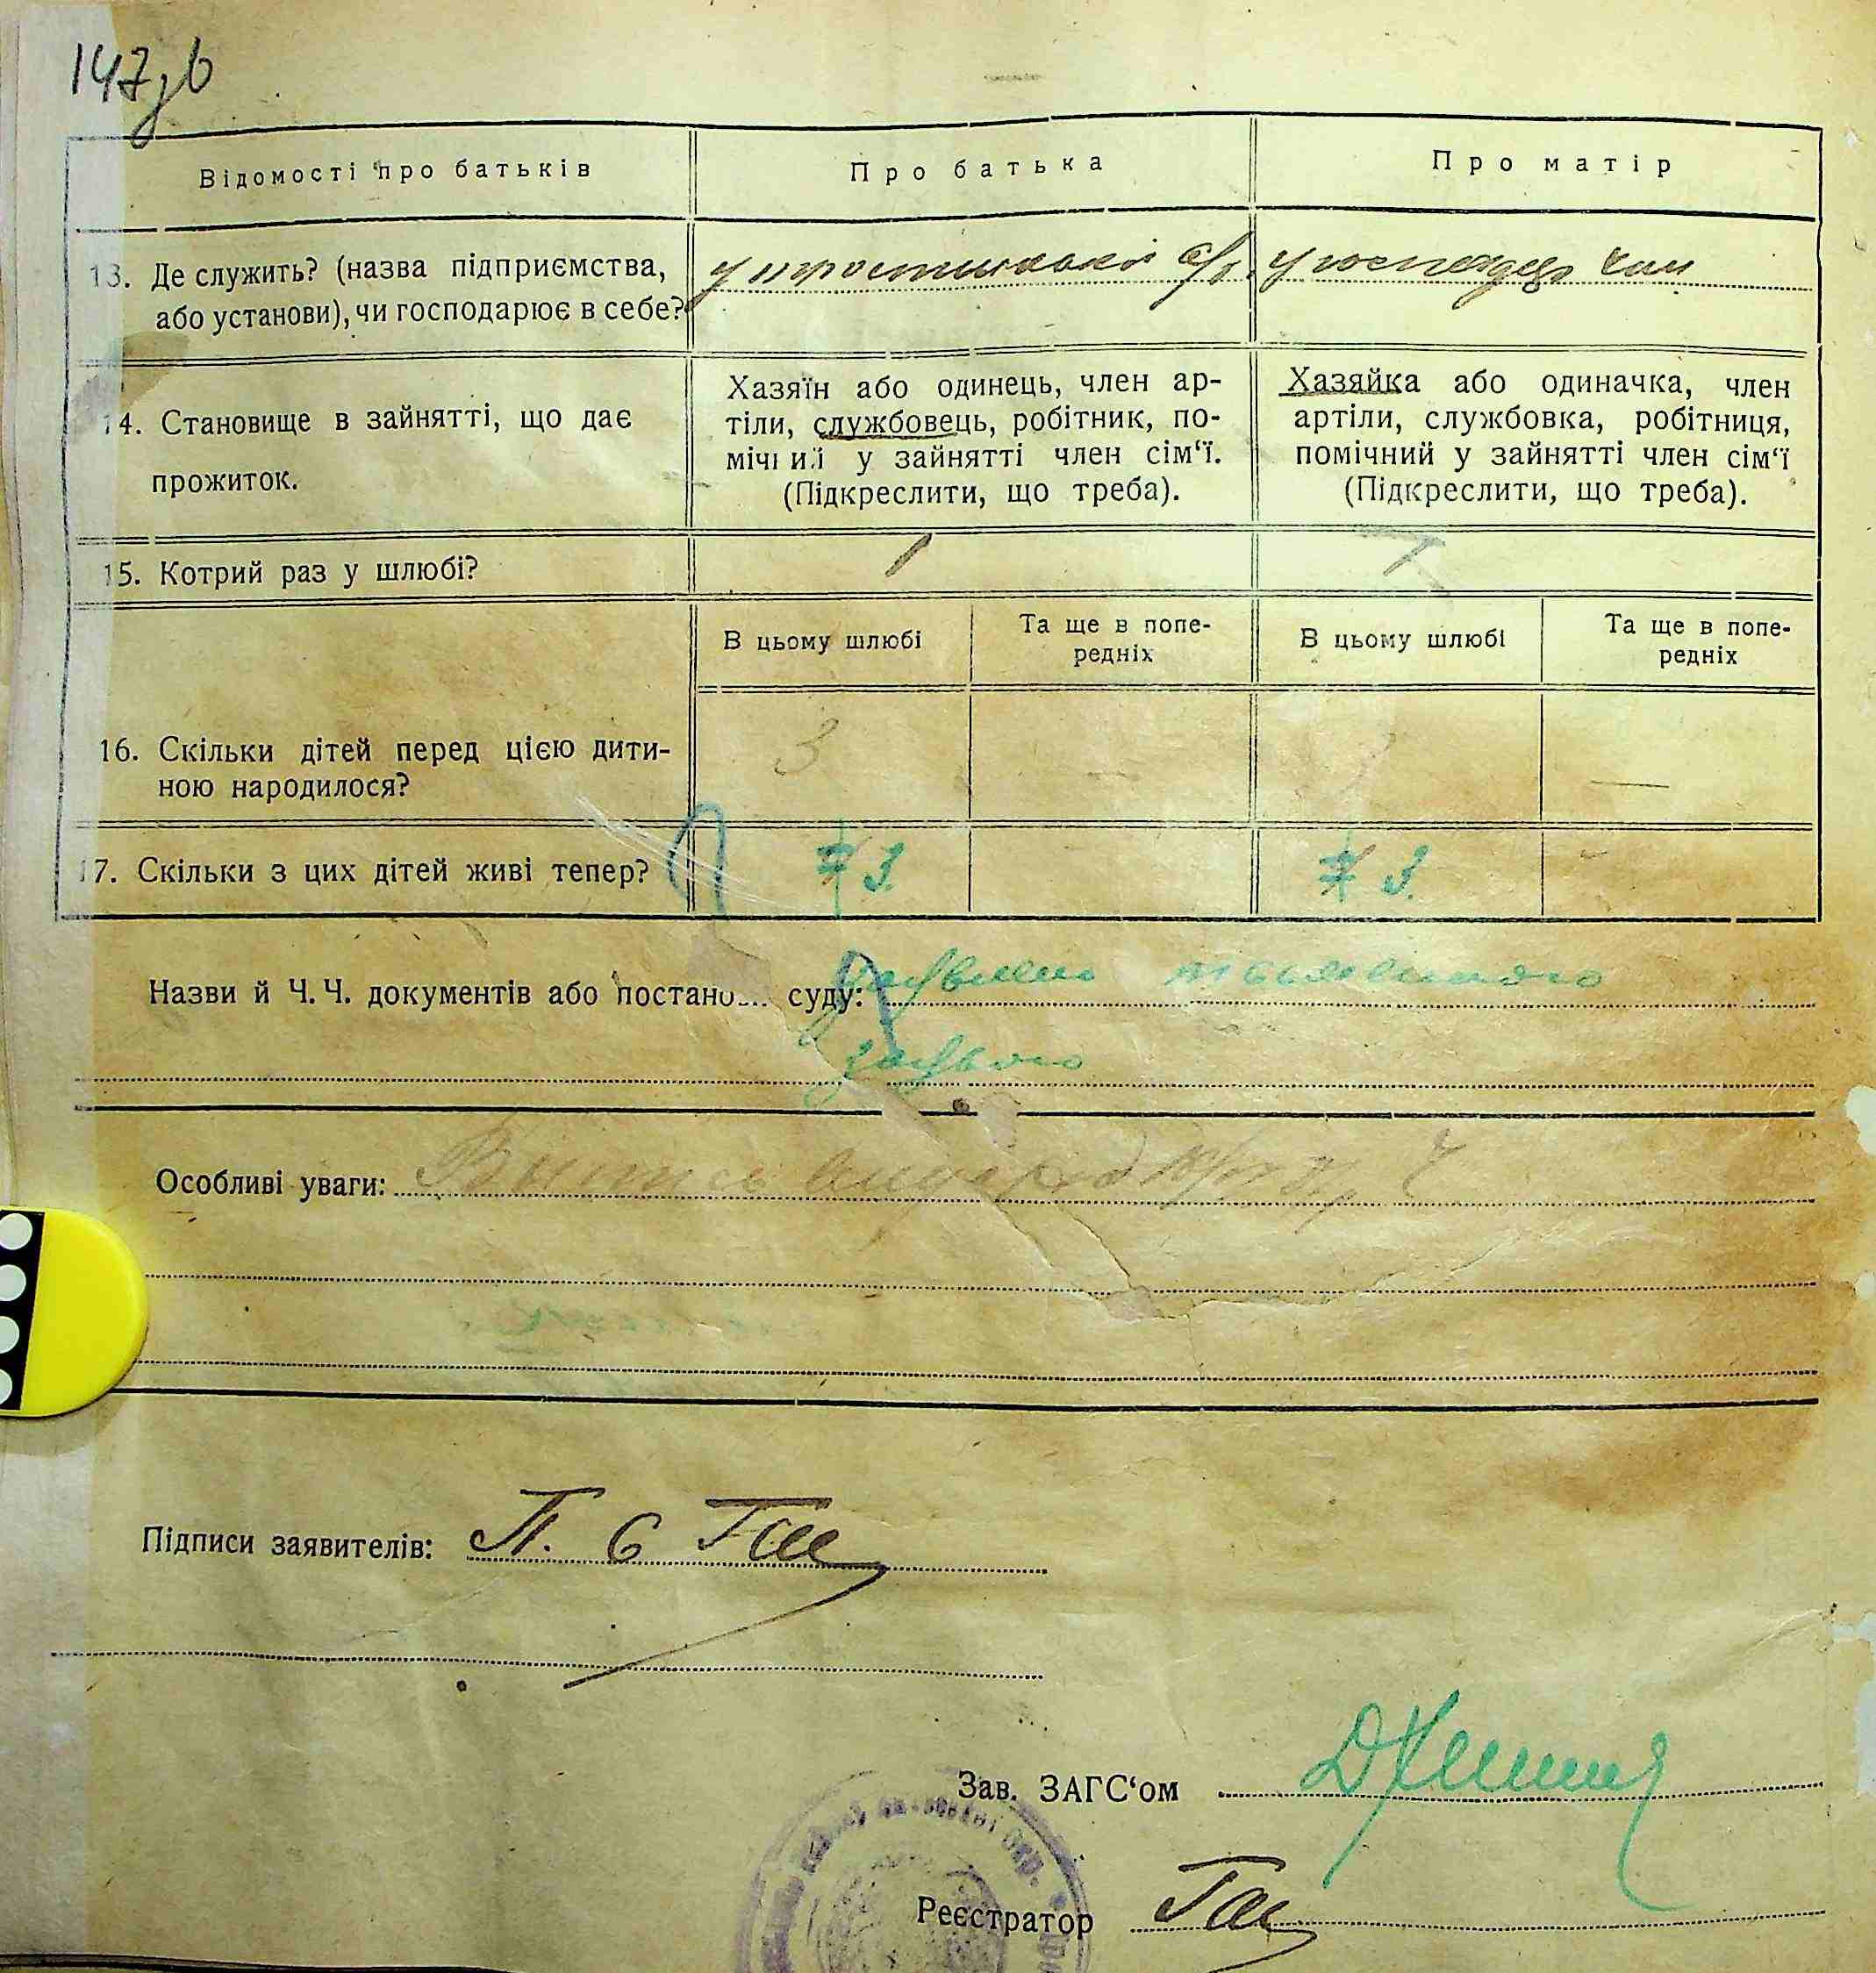 Відомості про батьків
Про батька
Про матір
13. Де служить? (назва підприємства,
або установи), чи господарює в себе?
14. Становище в зайнятті, що дає
прожиток.
Хазяїн або одинець, член ар-
тіли, службовець, робітник, по-
мічний у зайнятті член сім‘ї.
(Підкреслити, що треба).
Хазяйка або одиначка, член
артіли, службовка, робітниця,
помічний у зайнятті член сім‘ї
(Підкреслити, що треба).
15. Котрий раз у шлюбі?
1
1
В цьому шлюбі
Та ще в попе-
редніх
В цьому шлюбі
Та ще в попе-
редніх
16. Скільки дітей перед цією дити-
ною народилося?
3
—
—
17. Скільки з цих дітей живі тепер?
3.
3.
Назви й Ч. Ч. документів або постанови суду:
Особливі уваги:
Підписи заявителів: П. Є
Зав. ЗАГС‘ом
Реєстратор